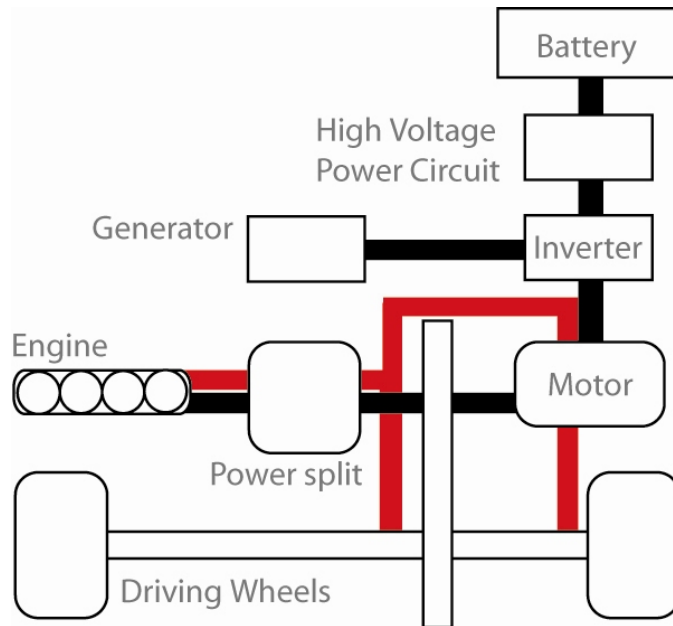 Battery
High Voltage
Power Circuit
Generator
Inverter
Engine
Motor
Power split
Driving Wheels